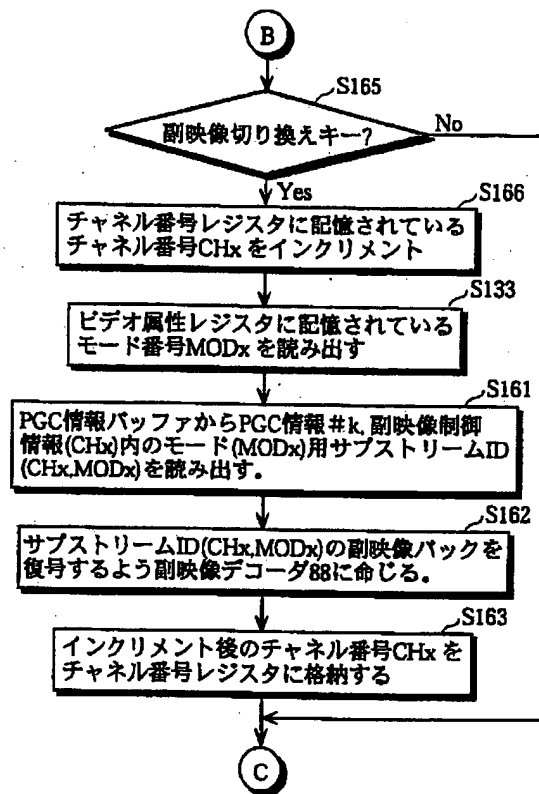 B
S165
副映像切り換えキー?
No
Yes
S166
チャネル番号レジスタに記憶されている
チャネル番号CHx をインクリメント
S133
ビデオ属性レジスタに記憶されている
モード番号MODx を読み出す
S161
PGC情報バッファからPGC情報#k, 副映像制御
情報(CHx)内のモード(MODx)用サブストリームID
(CHx,MODx)を読み出す。
S162
サブストリームID(CHx,MODx)の副映像パックを
復号するよう副映像デコーダ88に命じる。
S163
インクリメント後のチャネル番号CHx を
チャネル番号レジスタに格納する
C